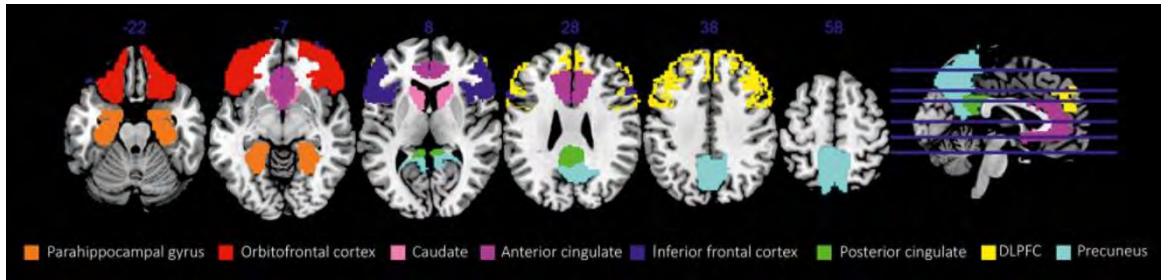 -22 -7 8 28 38 58
Parahippocampal gyrus Orbitofrontal cortex Caudate Anterior cingulate Inferior frontal cortex Posterior cingulate DLPFC Precuneus